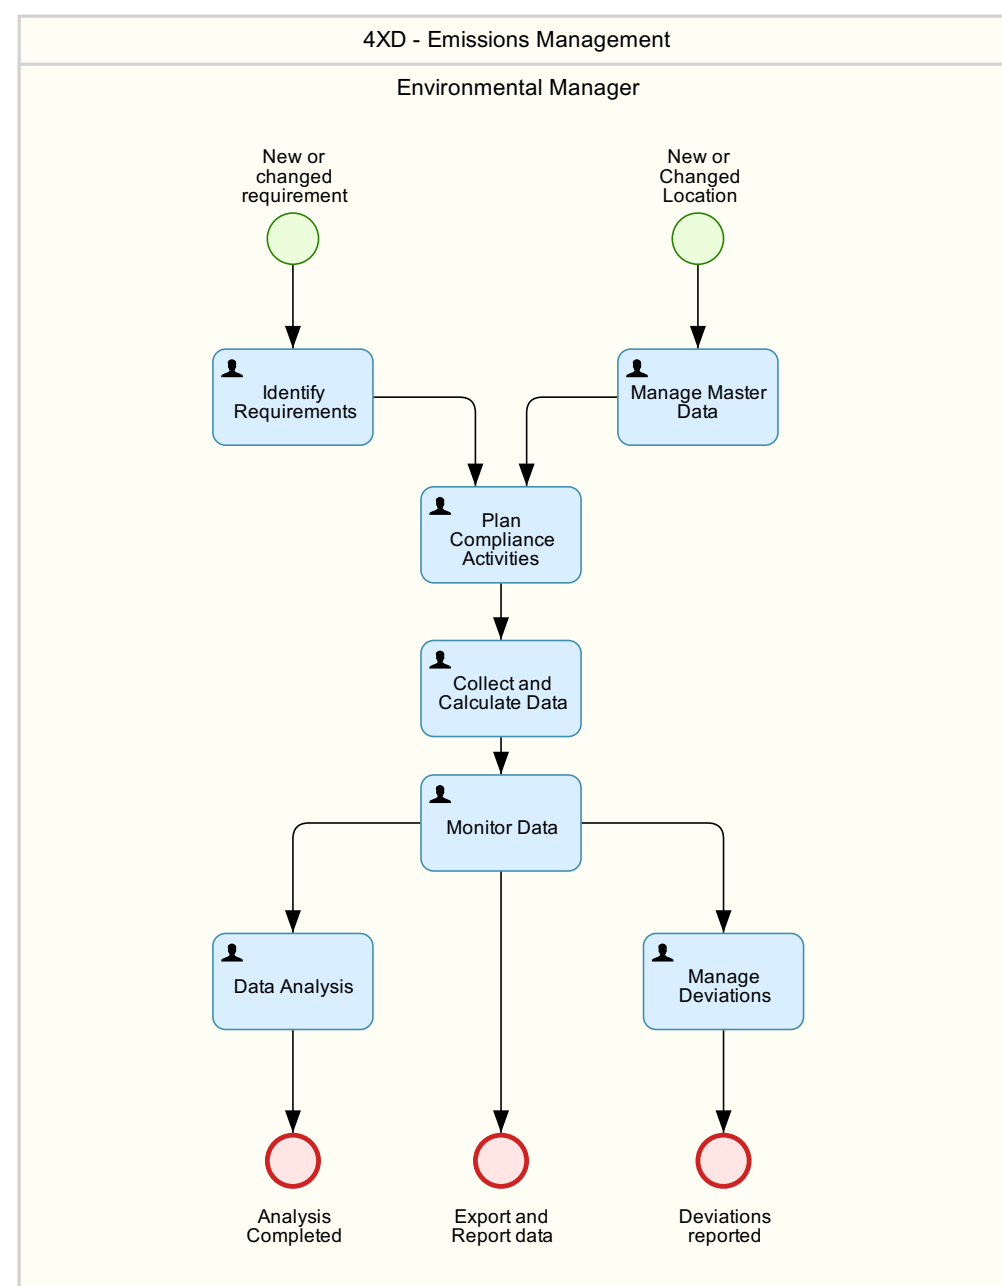 4XD - Emissions Management
Environmental Manager
New or
changed
requirement
New or
Changed
Location
Identify
Requirements
Manage Master
Data
Plan
Compliance
Activities
Collect and
Calculate Data
Monitor Data
Data Analysis
Manage
Deviations
Analysis
Completed
Export and
Report data
Deviations
reported